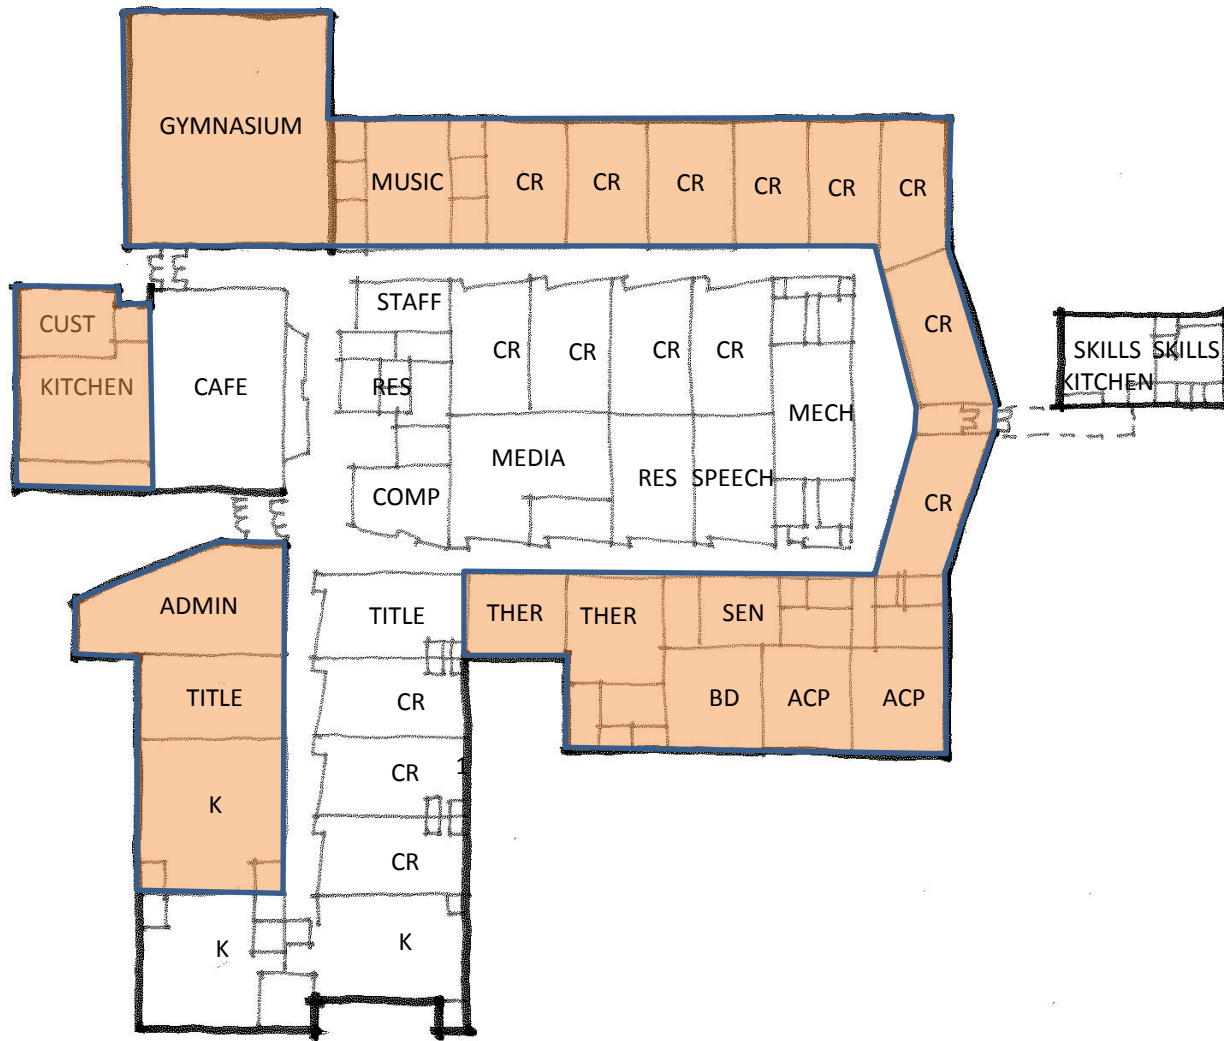 GYMNASIUM
MUSIC
CR
CR
CR
CR
CR
CR
CUST
KITCHEN
CAFE
STAFF
RES
COMP
CR
CR
CR
CR
MEDIA
RES
SPEECH
MECH
CR
CR
SKILLS
KITCHEN
SKILLS
ADMIN
TITLE
K
K
TITLE
CR
CR
1
CR
K
THER
THER
SEN
BD
ACP
ACP